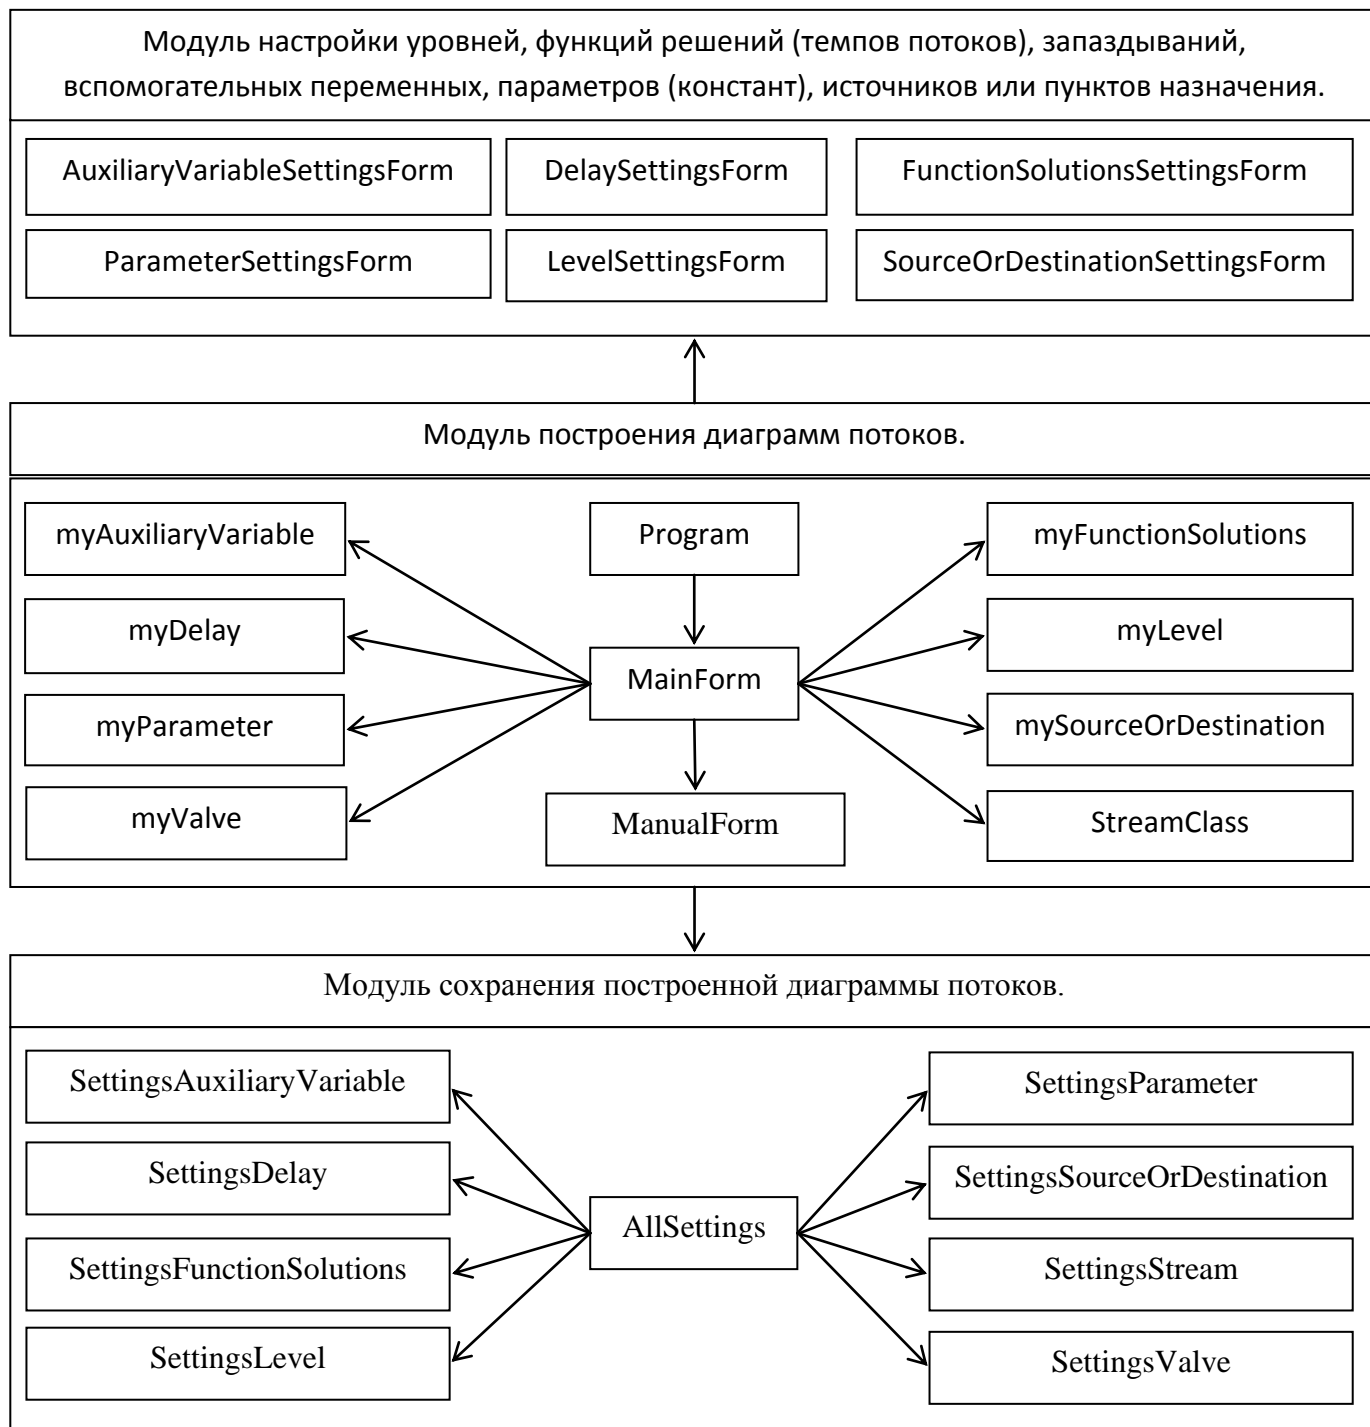 Модуль настройки уровней, функций решений (темпов потоков), запаздываний,
вспомогательных переменных, параметров (констант), источников или пунктов назначения.
AuxiliaryVariableSettingsForm
DelaySettingsForm
FunctionSolutionsSettingsForm
ParameterSettingsForm
LevelSettingsForm
SourceOrDestinationSettingsForm
Модуль построения диаграмм потоков.
myAuxiliaryVariable
Program
myFunctionSolutions
myDelay
myLevel
MainForm
myParameter
mySourceOrDestination
myValve
ManualForm
StreamClass
Модуль сохранения построенной диаграммы потоков.
SettingsAuxiliaryVariable
SettingsParameter
SettingsDelay
SettingsSourceOrDestination
AllSettings
SettingsFunctionSolutions
SettingsStream
SettingsLevel
SettingsValve